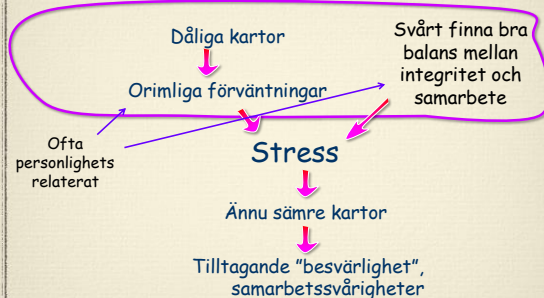 Dåliga kartor
Orimliga förväntningar
Svårt finna bra
balans mellan
integritet och
samarbete
Ofta
personlighets
relaterat
Stress
Ännu sämre kartor
Tilltagande ”besvärlighet”,
samarbetssvårigheter